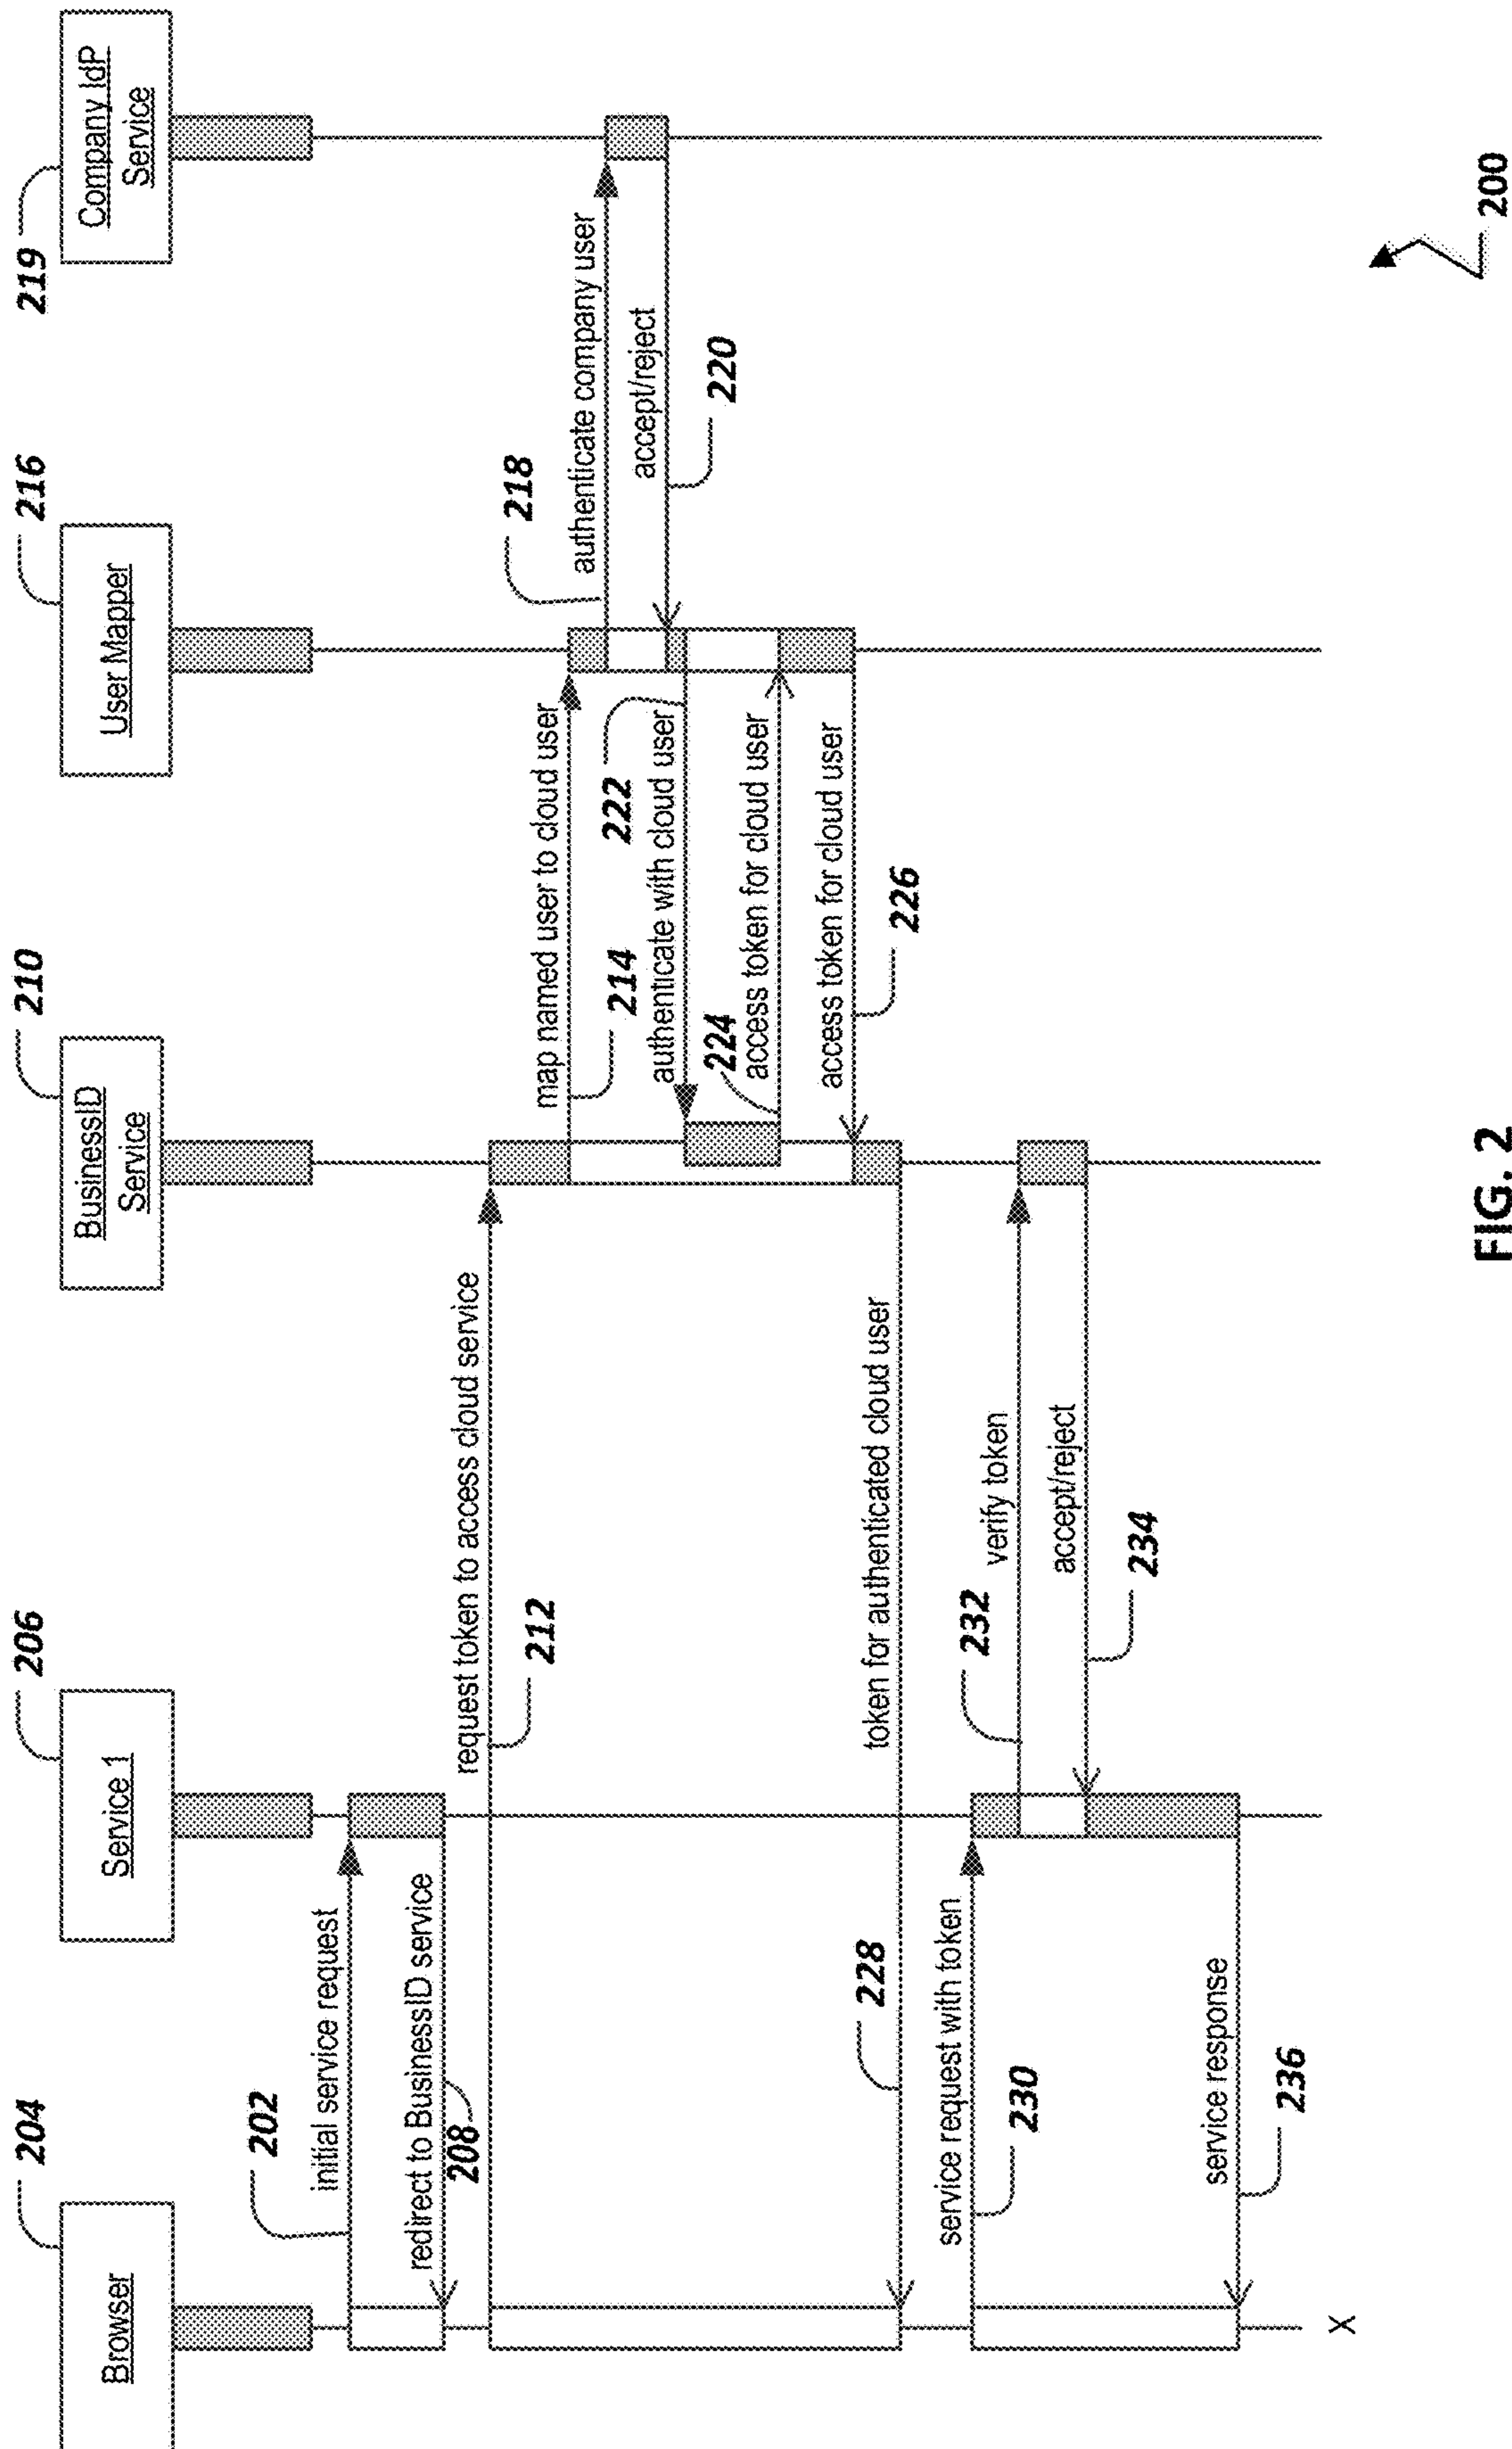 204
206
210
216
219
Browser
Service 1
BusinessID
Service
User Mapper
Company IdP
Service
202
initial service request
redirect to BusinessID service
208
request token to access cloud service
212
map named user to cloud user
214
218
authenticate company user
accept/reject
220
222
authenticate with cloud user
224
access token for cloud user
access token for cloud user
226
token for authenticated cloud user
228
service request with token
230
232
verify token
accept/reject
234
service response
236
X
200
FIG. 2